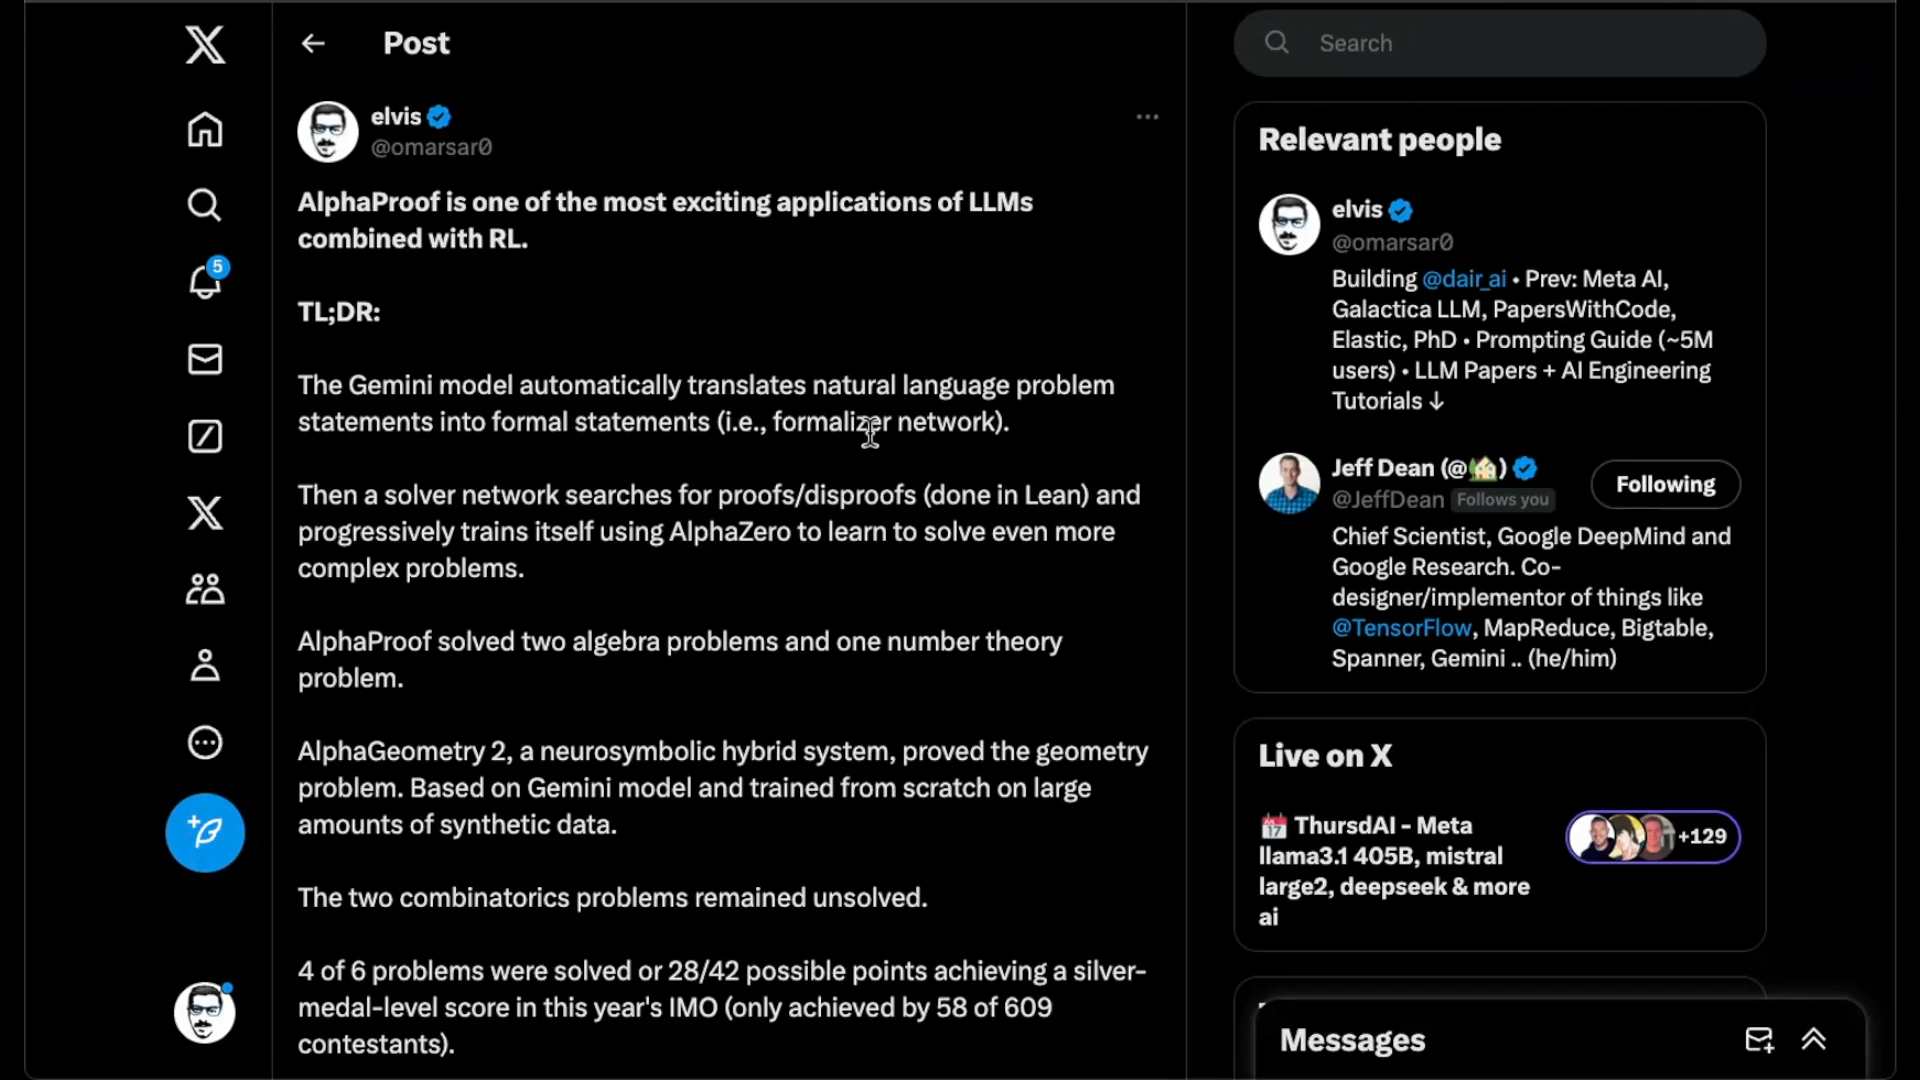 Post
elvis
@omarsar0
AlphaProof is one of the most exciting applications of LLMs
combined with RL.
TL;DR:
The Gemini model automatically translates natural language problem
statements into formal statements (i.e., formalizer network).
Then a solver network searches for proofs/disproofs (done in Lean) and
progressively trains itself using AlphaZero to learn to solve even more
complex problems.
AlphaProof solved two algebra problems and one number theory
problem.
AlphaGeometry 2, a neurosymbolic hybrid system, proved the geometry
problem. Based on Gemini model and trained from scratch on large
amounts of synthetic data.
The two combinatorics problems remained unsolved.
4 of 6 problems were solved or 28/42 possible points achieving a silver-
medal-level score in this year's IMO (only achieved by 58 of 609
contestants).
5
Search
Relevant people
elvis
@omarsar0
Building @dair_ai • Prev: Meta AI,
Galactica LLM, PapersWithCode,
Elastic, PhD • Prompting Guide (~5M
users) • LLM Papers + AI Engineering
Tutorials ↓
Jeff Dean (@🏡)
@JeffDean Follows you
Following
Chief Scientist, Google DeepMind and
Google Research. Co-
designer/implementor of things like
@TensorFlow, MapReduce, Bigtable,
Spanner, Gemini .. (he/him)
Live on X
📅 ThursdAI - Meta
llama3.1 405B, mistral
large2, deepseek & more
ai
+129
Messages